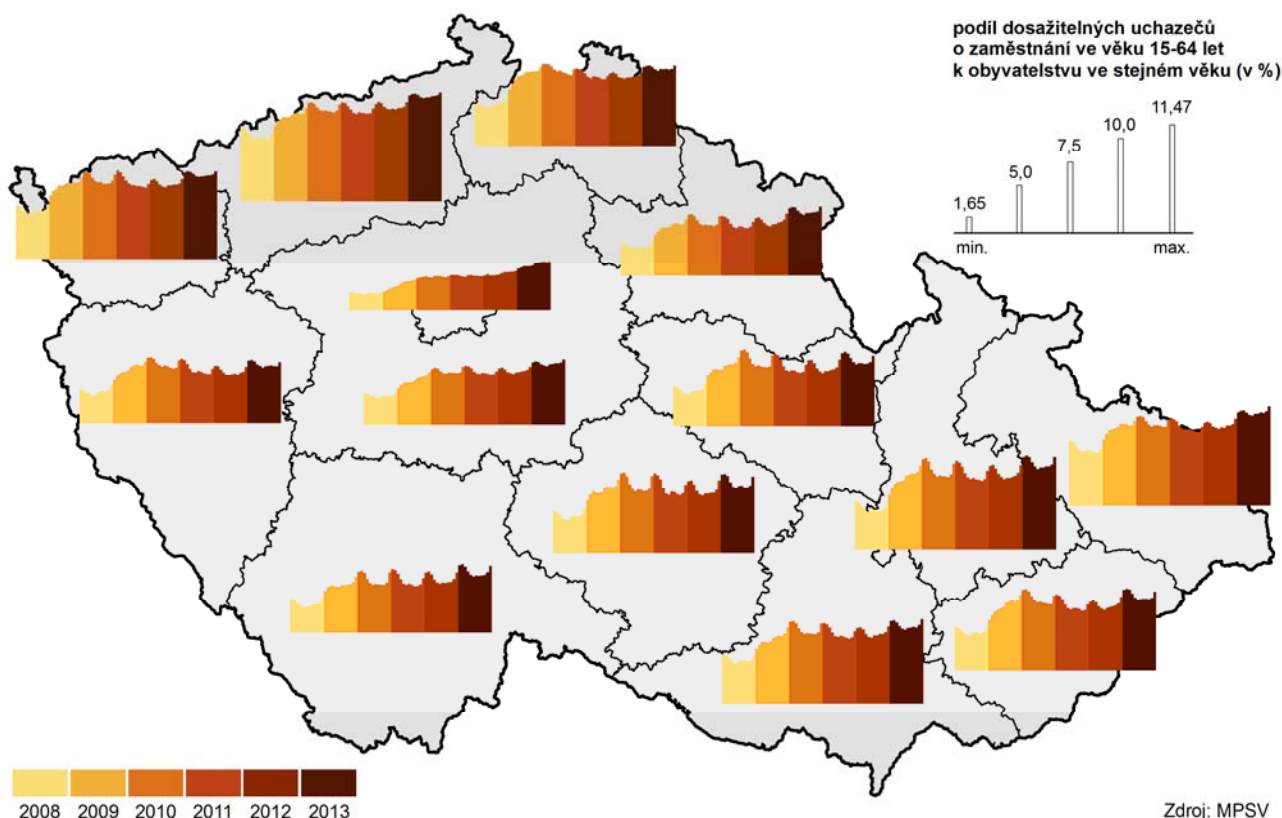 podíl dosažitelných uchazečů
o zaměstnání ve věku 15-64 let
k obyvatelstvu ve stejném věku (v %)
1,65
5,0
7,5
10,0
11,47
min.
max.
2008
2009
2010
2011
2012
2013
Zdroj: MPSV